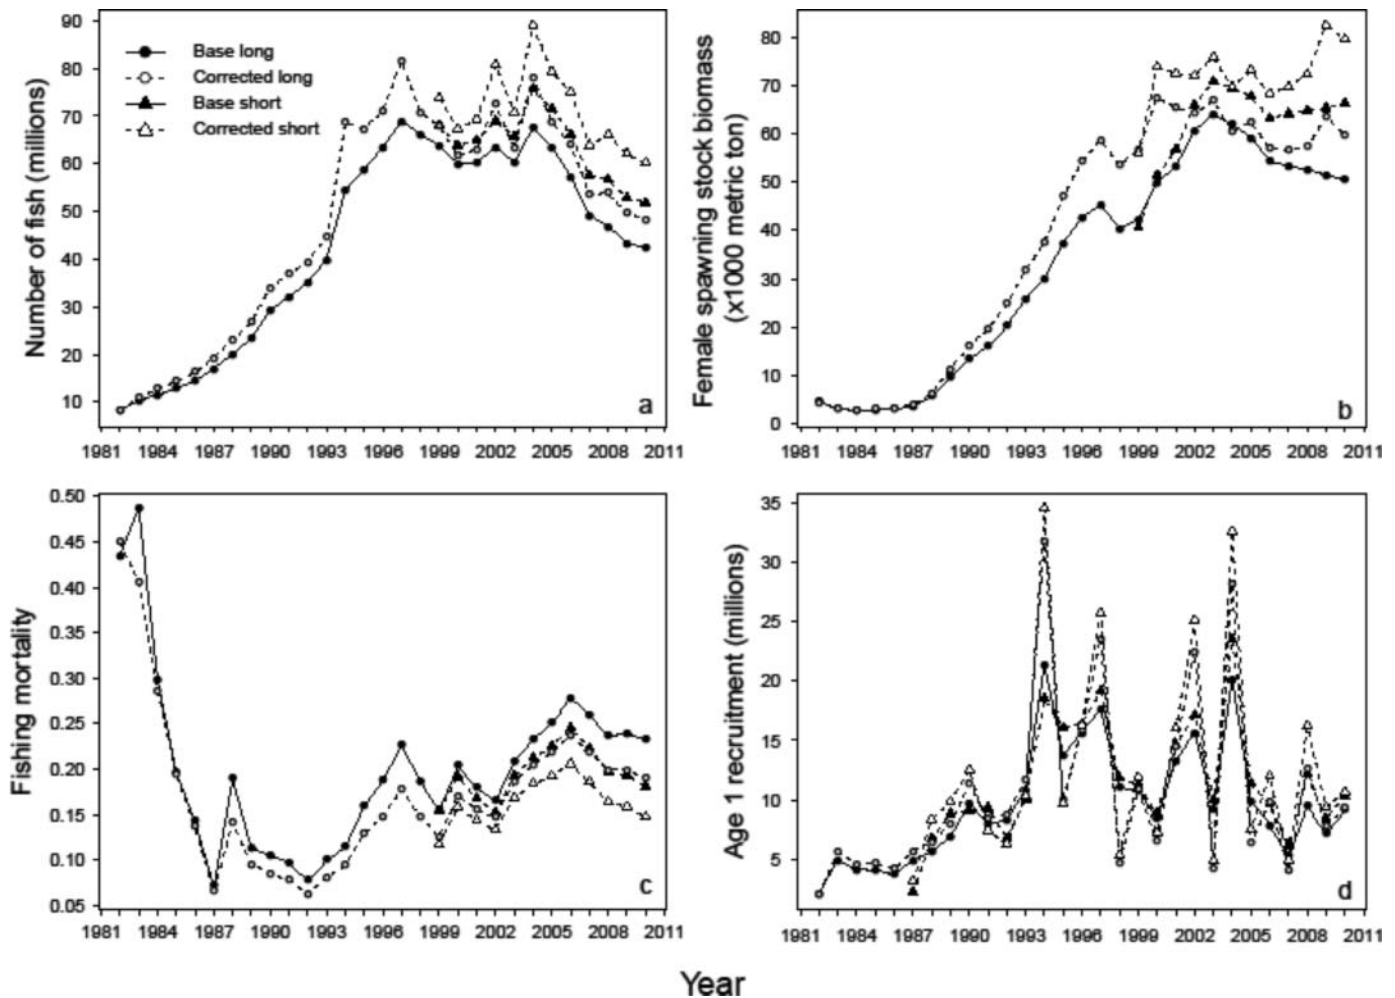 Number of fish (millions)
90
80
70
60
50
40
30
20
10
Base long
Corrected long
Base short
Corrected short
a
1981 1984 1987 1990 1993 1996 1999 2002 2005 2008 2011
Female spawning stock biomass
(x1000 metric ton)
80
70
60
50
40
30
20
10
0
b
1981 1984 1987 1990 1993 1996 1999 2002 2005 2008 2011
Fishing mortality
0.50
0.45
0.40
0.35
0.30
0.25
0.20
0.15
0.10
0.05
c
1981 1984 1987 1990 1993 1996 1999 2002 2005 2008 2011
Age 1 recruitment (millions)
35
30
25
20
15
10
5
d
1981 1984 1987 1990 1993 1996 1999 2002 2005 2008 2011
Year